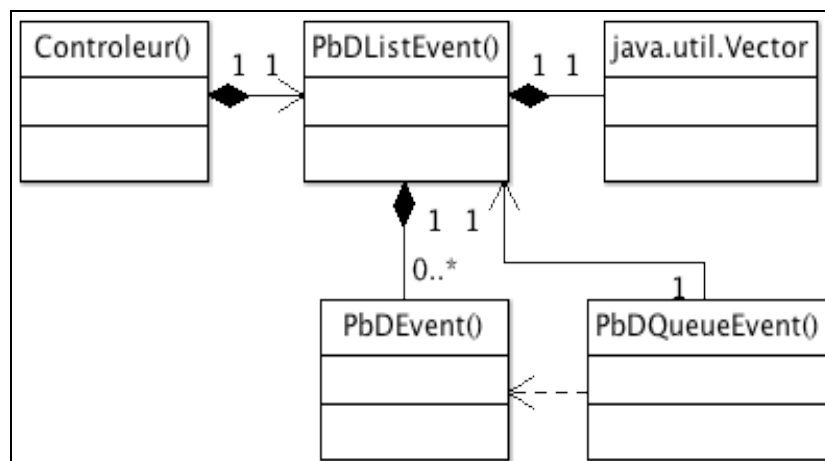 Controleur()
1 1
PbDListEvent()
1 1
java.util.Vector
1 1
0..*
1
PbDEvent()
PbDQueueEvent()